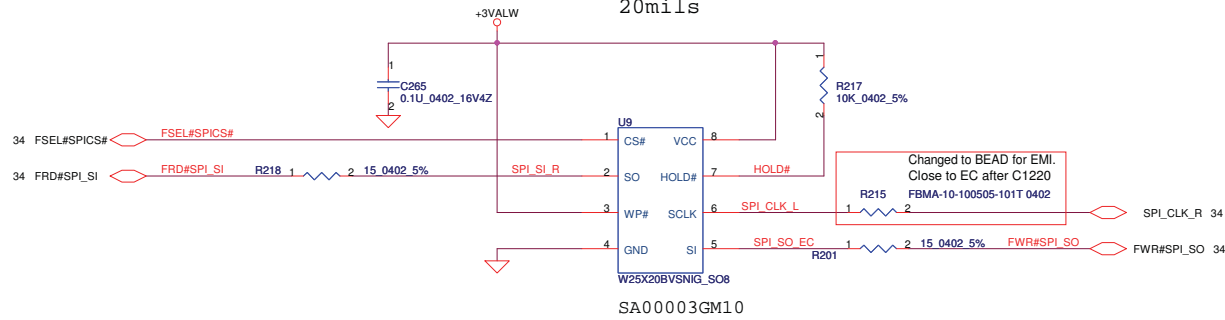 20mils
+3VALW
1
C265
0.1U_0402_16V4Z
2
1
R217
10K_0402_5%
2
U9
34 FSEL#SPICS#
FSEL#SPICS#
1
CS#
VCC
8
34 FRD#SPI_SI
FRD#SPI_SI
R218
1
2
15_0402_5%
SPI_SI_R
2
SO
HOLD#
7
HOLD#
Changed to BEAD for EMI.
Close to EC after C1220
R215
FBMA-10-100505-101T 0402
3
WP#
SCLK
6
SPI_CLK_L
1
2
SPI_CLK_R 34
4
GND
SI
5
SPI_SO_EC
1
R201
2
15_0402_5%
FWR#SPI_SO
FWR#SPI_SO 34
W25X20BVSNIG_SO8
SA00003GM10